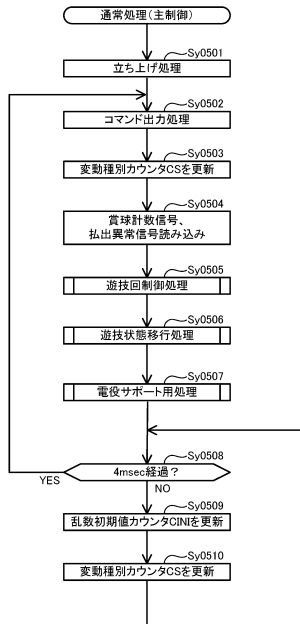 通常処理(主制御)
Sy0501
立ち上げ処理
Sy0502
コマンド出力処理
Sy0503
変動種別カウンタCSを更新
Sy0504
賞球計数信号、
払出異常信号読み込み
Sy0505
遊技回制御処理
Sy0506
遊技状態移行処理
Sy0507
電役サポート用処理
Sy0508
4msec経過?
YES
NO
Sy0509
乱数初期値カウンタCINIを更新
Sy0510
変動種別カウンタCSを更新